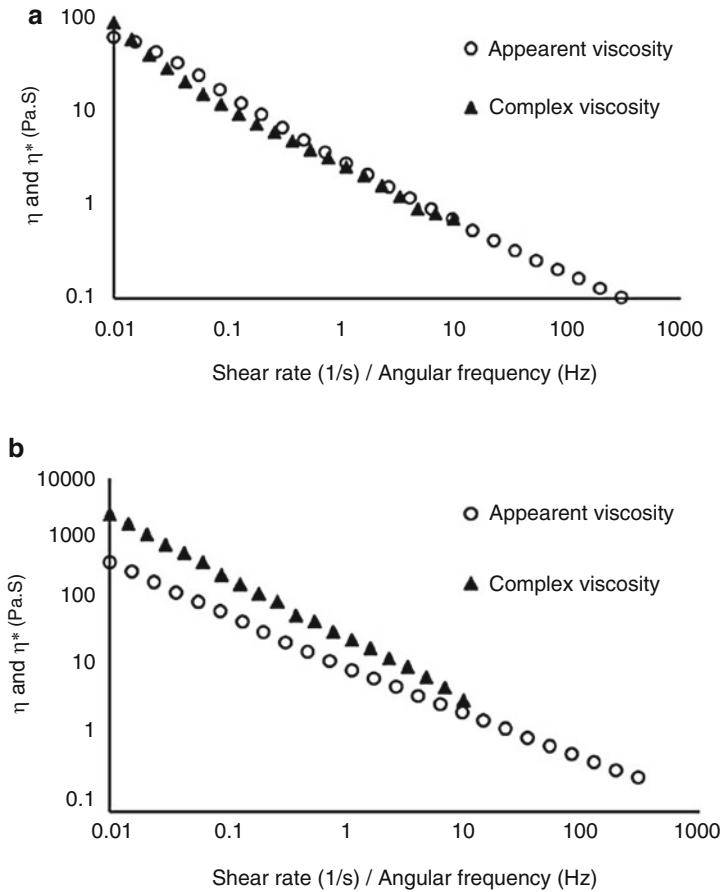 a
100
10
1
0.1
η and η* (Pa.S)
Appearent viscosity
Complex viscosity
0.01 0.1 1 10 100 1000
Shear rate (1/s) / Angular frequency (Hz)
b
10000
1000
100
10
1
0.1
η and η* (Pa.S)
Appearent viscosity
Complex viscosity
0.01 0.1 1 10 100 1000
Shear rate (1/s) / Angular frequency (Hz)